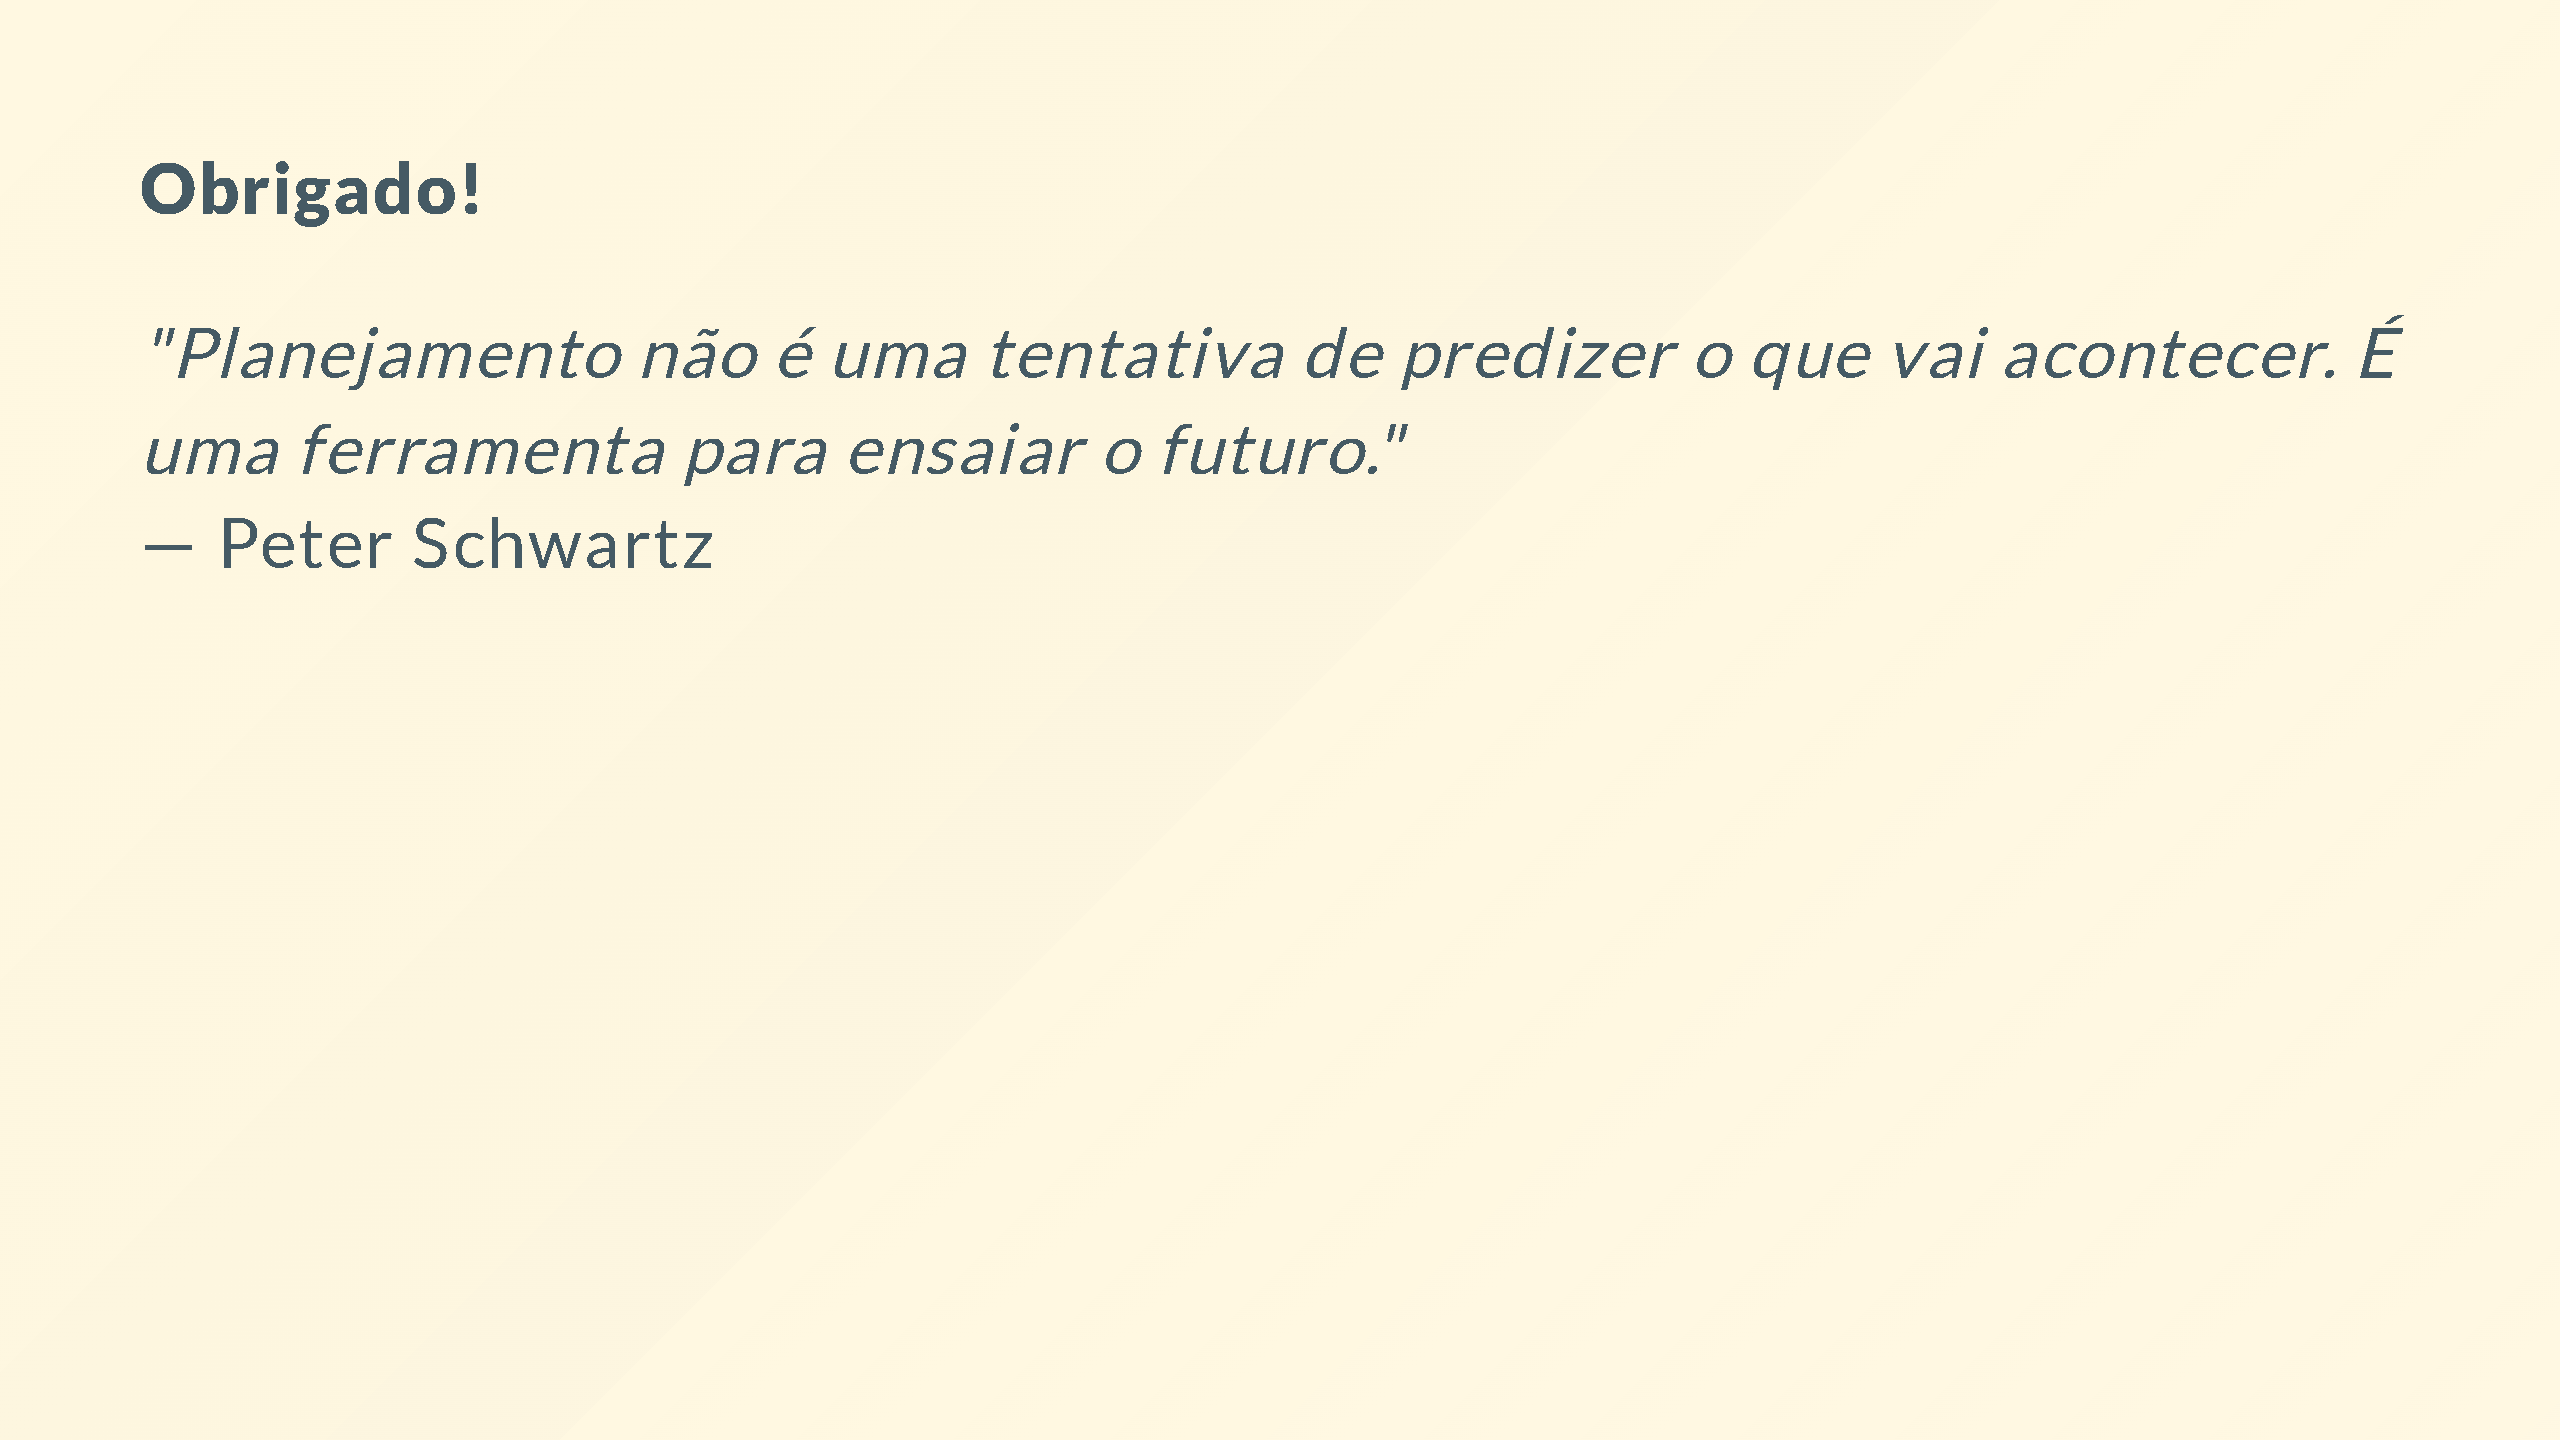 Obrigado!
"Planejamento não é uma tentativa de predizer o que vai acontecer. É
uma ferramenta para ensaiar o futuro."
— Peter Schwartz